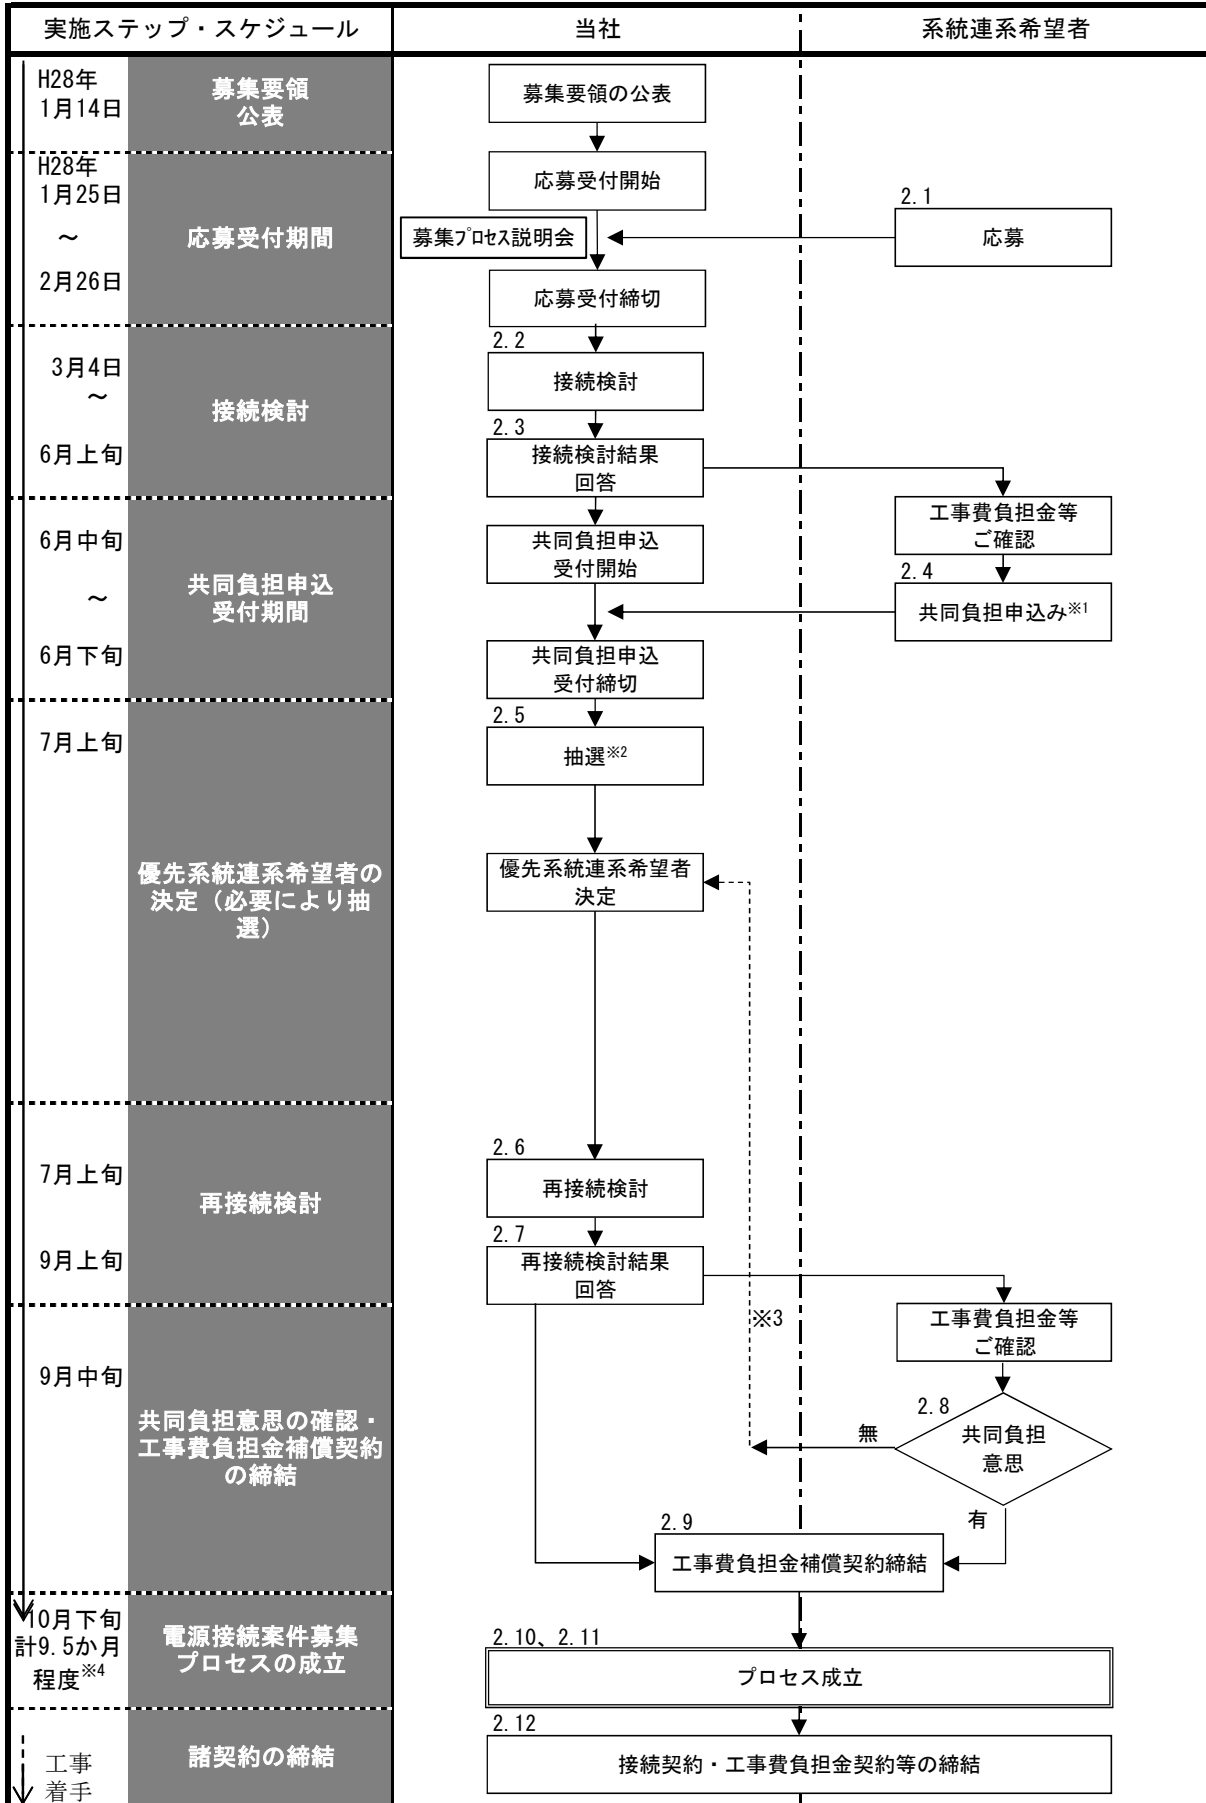 実施ステップ・スケジュール
当社
系統連系希望者
H28年
1月14日
募集要領
公表
募集要領の公表
H28年
1月25日
～
2月26日
応募受付期間
応募受付開始
募集プロセス説明会
2.1
応募
応募受付締切
3月4日
～
6月上旬
接続検討
2.2
接続検討
2.3
接続検討結果
回答
工事費負担金等
ご確認
6月中旬
～
6月下旬
共同負担申込
受付期間
共同負担申込
受付開始
2.4
共同負担申込み※1
共同負担申込
受付締切
7月上旬
優先系統連系希望者の
決定（必要により抽
選）
2.5
抽選※2
優先系統連系希望者
決定
7月上旬
9月上旬
再接続検討
2.6
再接続検討
2.7
再接続検討結果
回答
※3
工事費負担金等
ご確認
9月中旬
共同負担意思の確認・
工事費負担金補償契約
の締結
2.8
共同負担
意思
無
有
2.9
工事費負担金補償契約締結
10月下旬
計9.5か月
程度※4
電源接続案件募集
プロセスの成立
2.10、2.11
プロセス成立
工事
着手
諸契約の締結
2.12
接続契約・工事費負担金契約等の締結